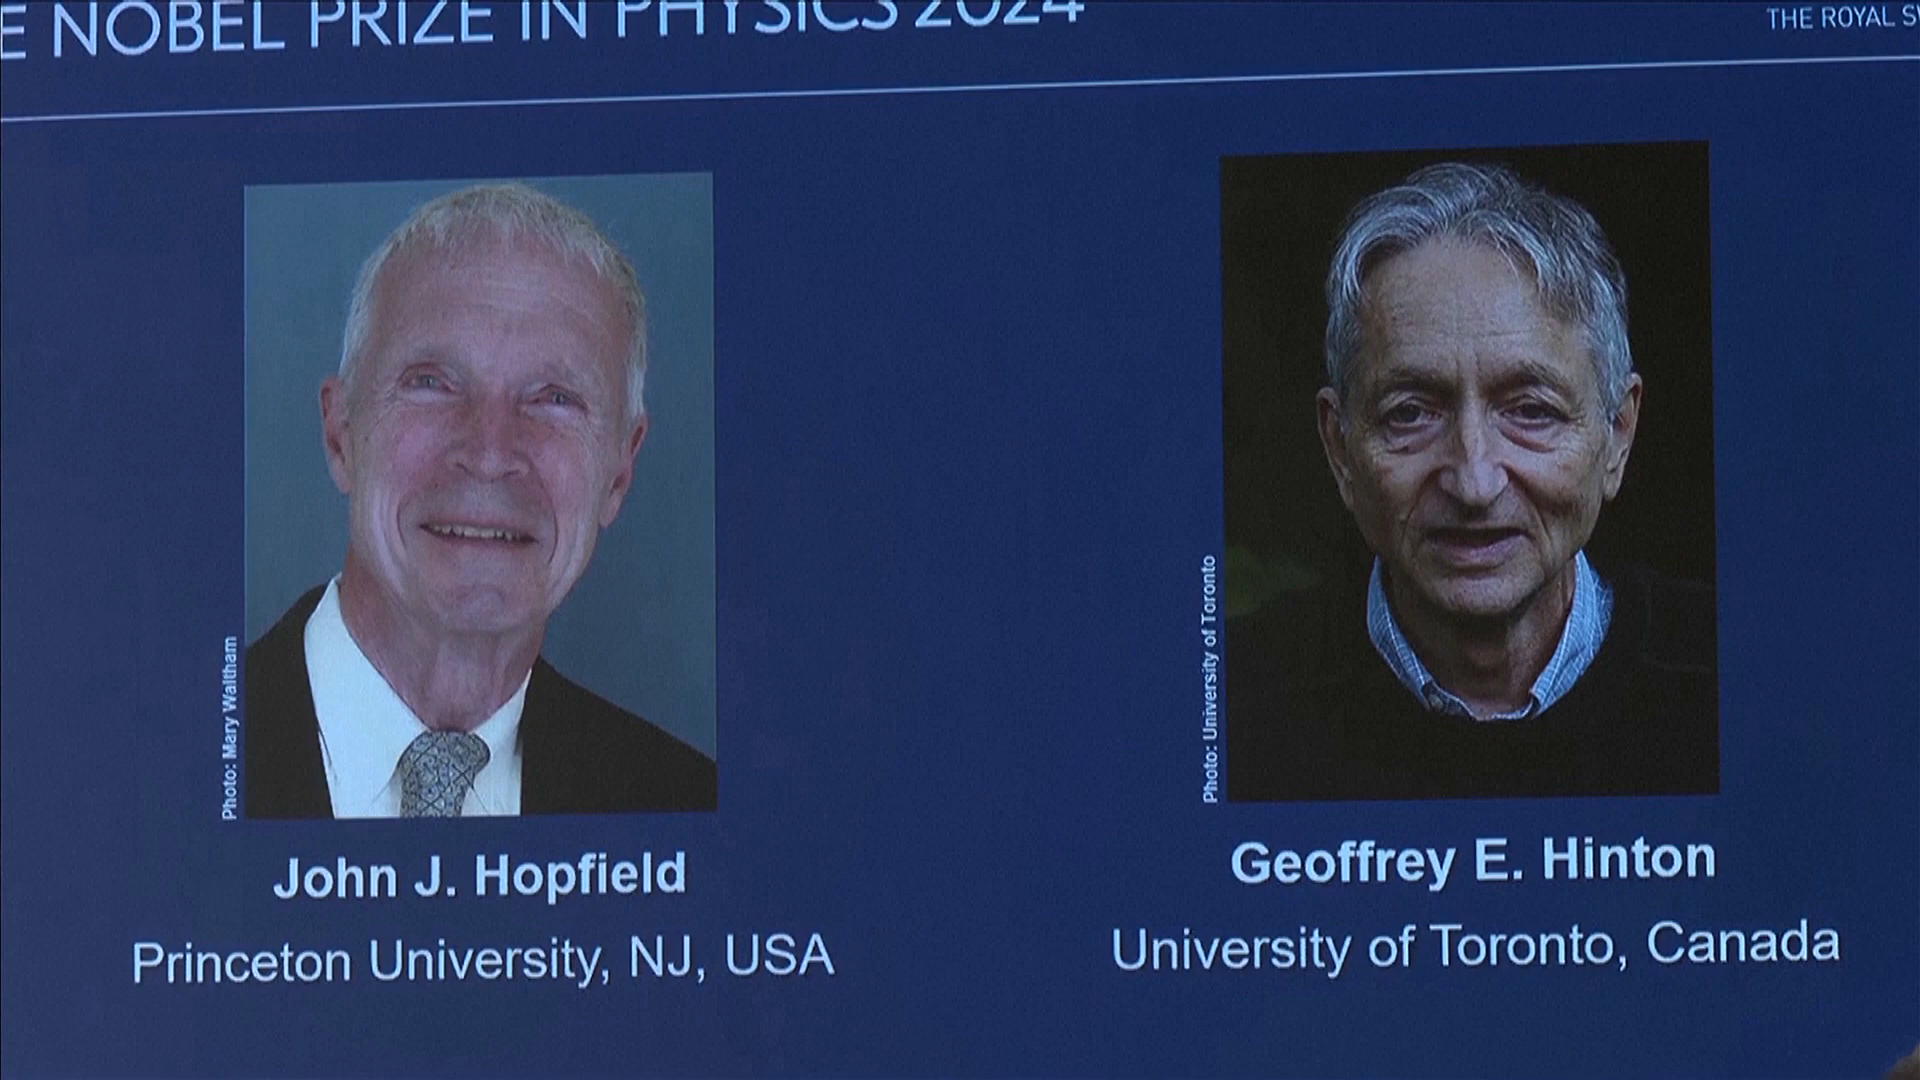 E NOBEL PRIZE IN PHYSICS 2024
THE ROYAL SW
Photo: Mary Waltham
Photo: University of Toronto
John J. Hopfield
Geoffrey E. Hinton
Princeton University, NJ, USA
University of Toronto, Canada